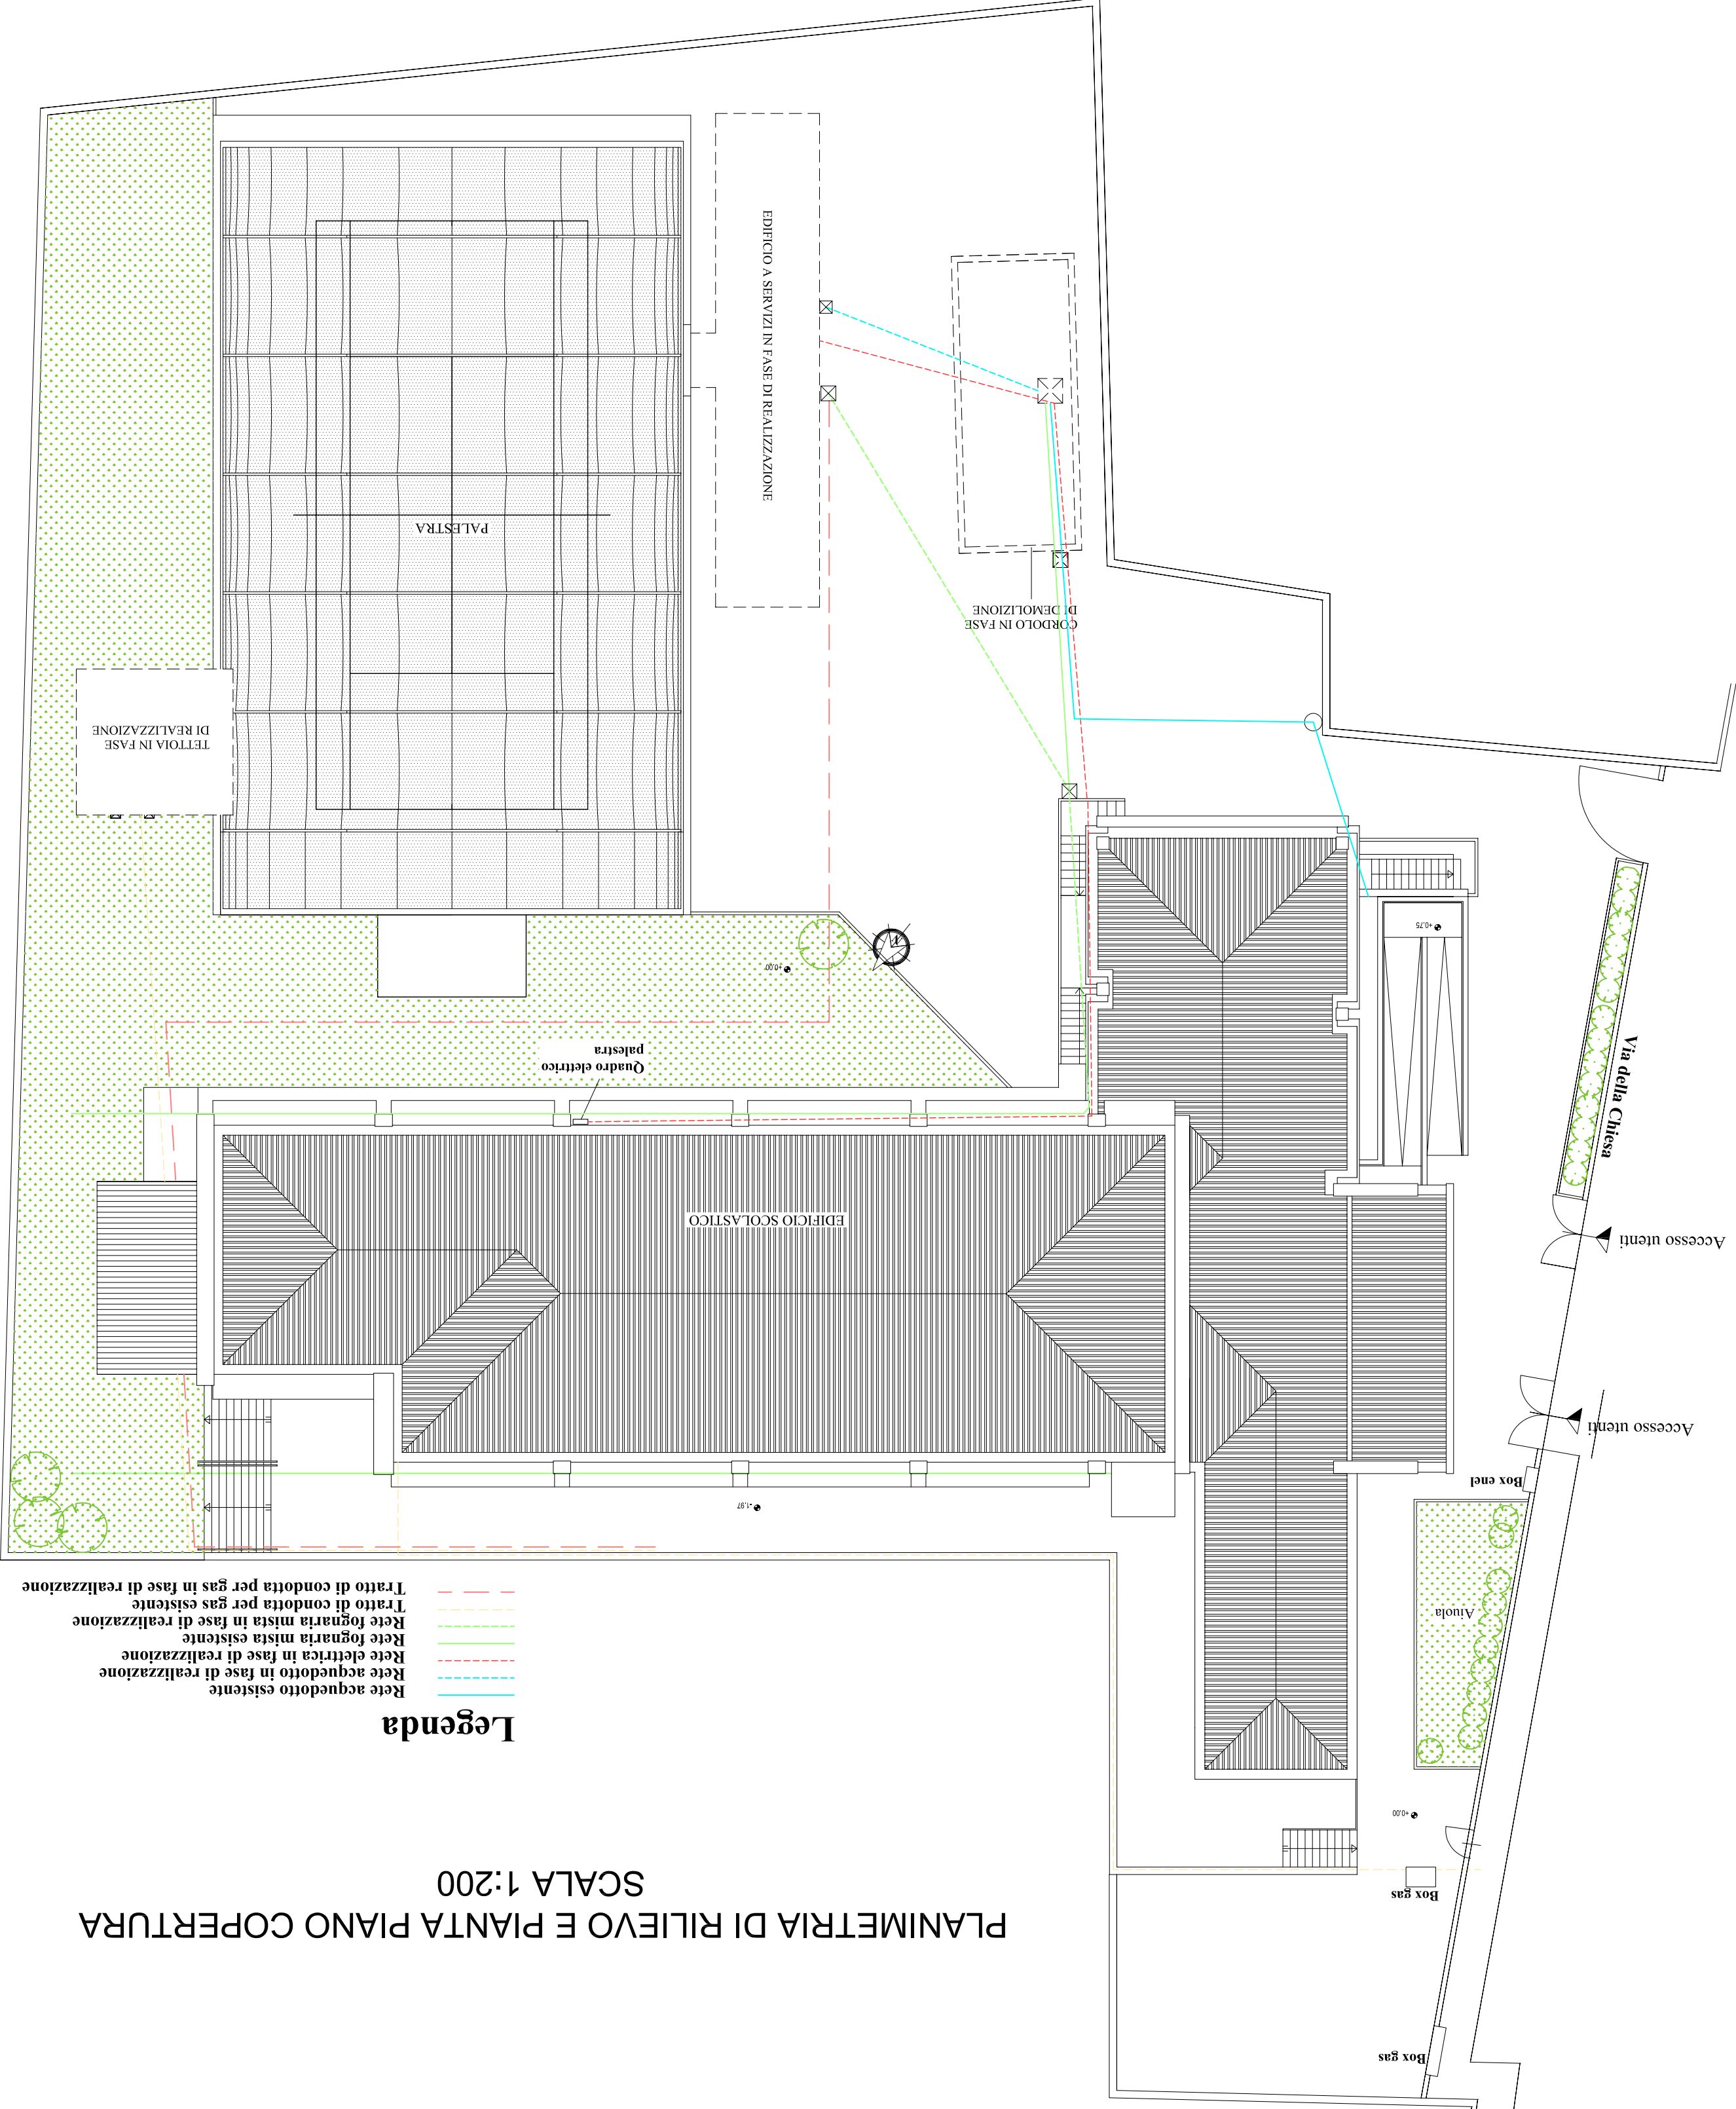 PLANIMETRIA DI RILIEVO E PIANTA PIANO COPERTURA
SCALA 1:200
Legenda
Rete acquedotto esistente
Rete acquedotto in fase di realizzazione
Rete elettrica in fase di realizzazione
Rete fognaria mista esistente
Rete fognaria mista in fase di realizzazione
Tratto di condotta per gas esistente
Tratto di condotta per gas in fase di realizzazione
Box gas
Box gas
+0,00
Aiuola
Box enel
Accesso utenti
Accesso utenti
Via della Chiesa
-1,97
EDIFICIO SCOLASTICO
Quadro elettrico
palestra
+0,00
+0,75
N
TETTOIA IN FASE
DI REALIZZAZIONE
CORDOLO IN FASE
DI DEMOLIZIONE
PALESTRA
EDIFICIO A SERVIZI IN FASE DI REALIZZAZIONE